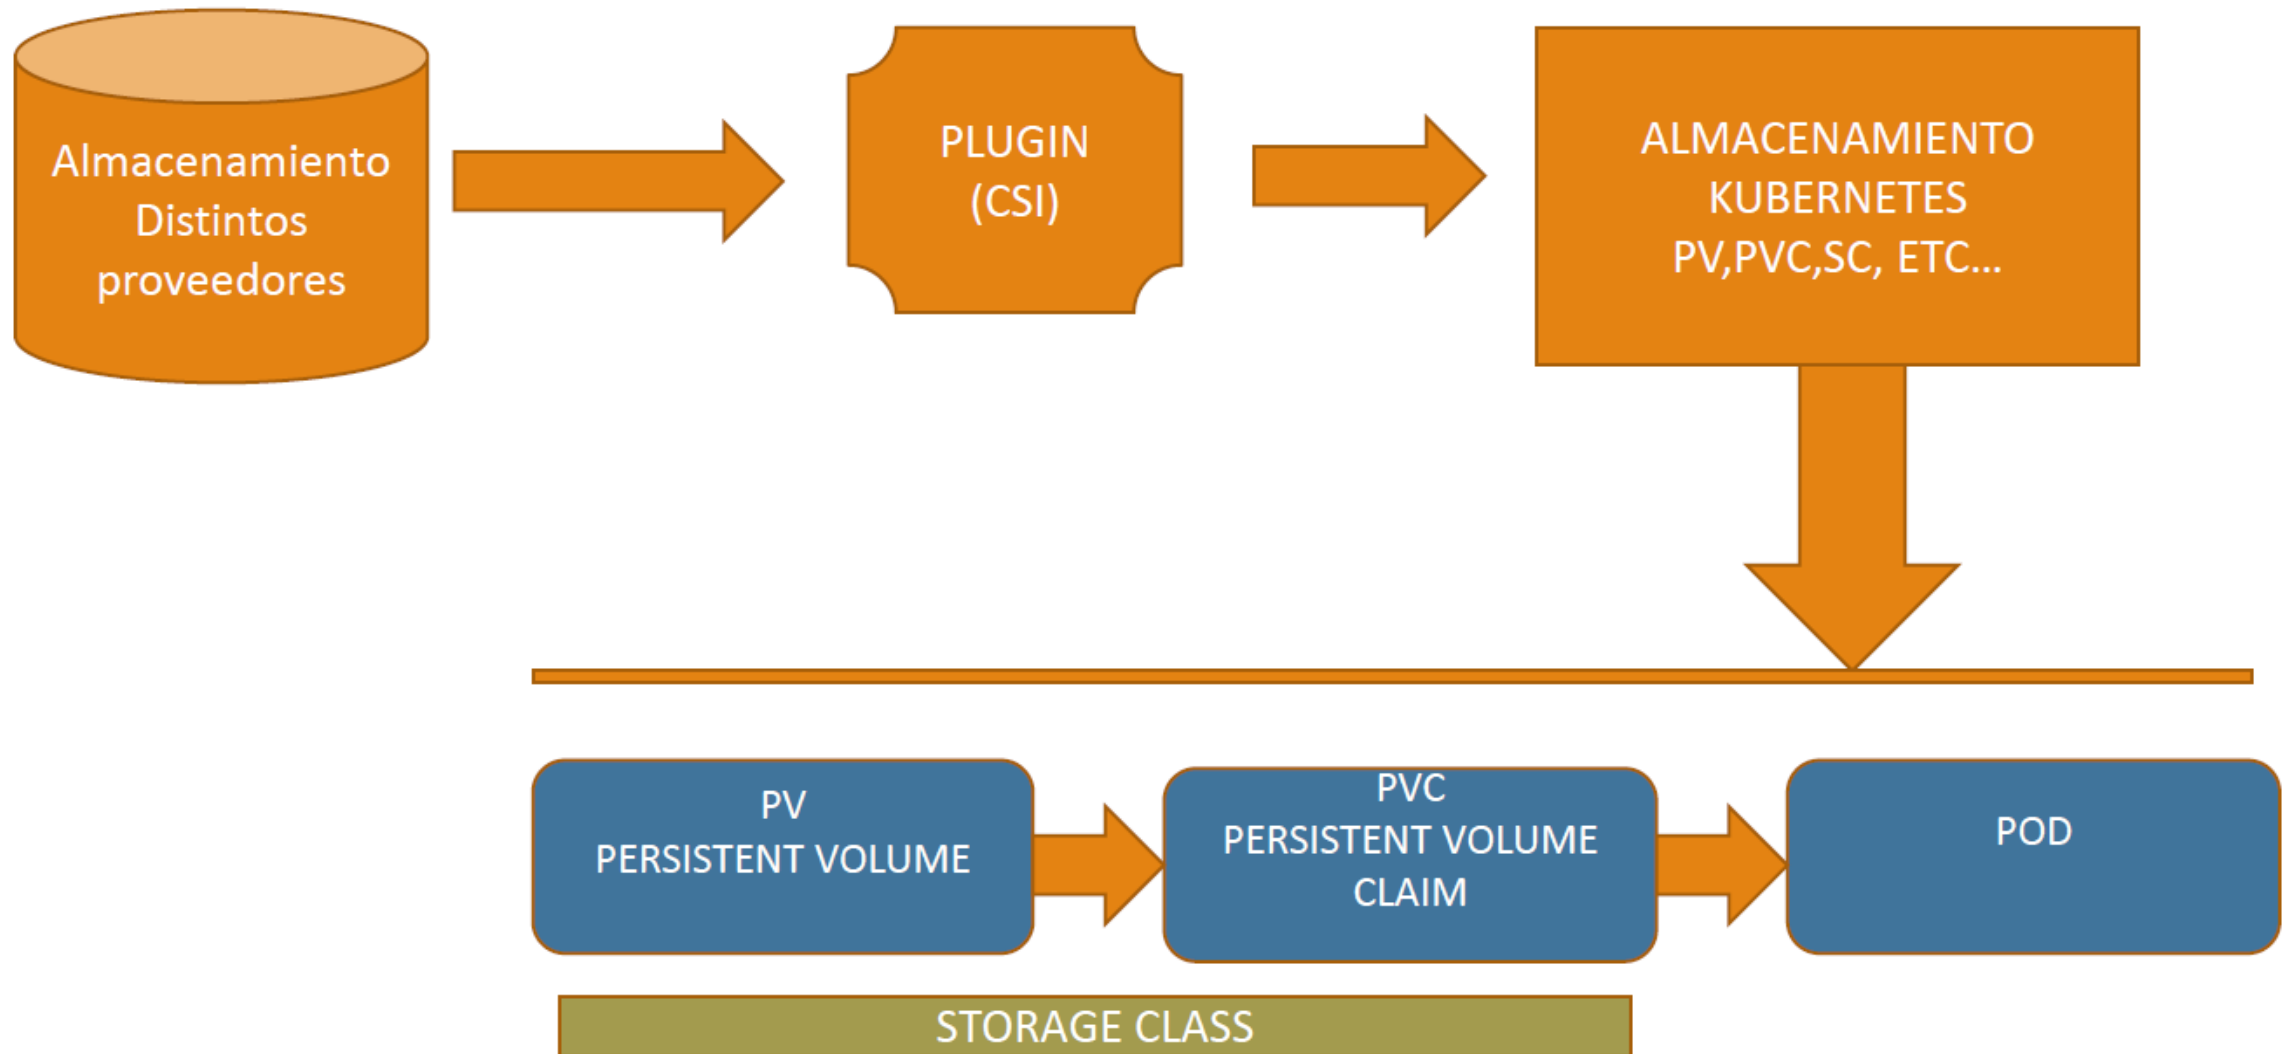 Almacenamiento
Distintos
proveedores
PLUGIN
(CSI)
ALMACENAMIENTO
KUBERNETES
PV,PVC,SC, ETC...
PV
PERSISTENT VOLUME
PVC
PERSISTENT VOLUME
CLAIM
POD
STORAGE CLASS